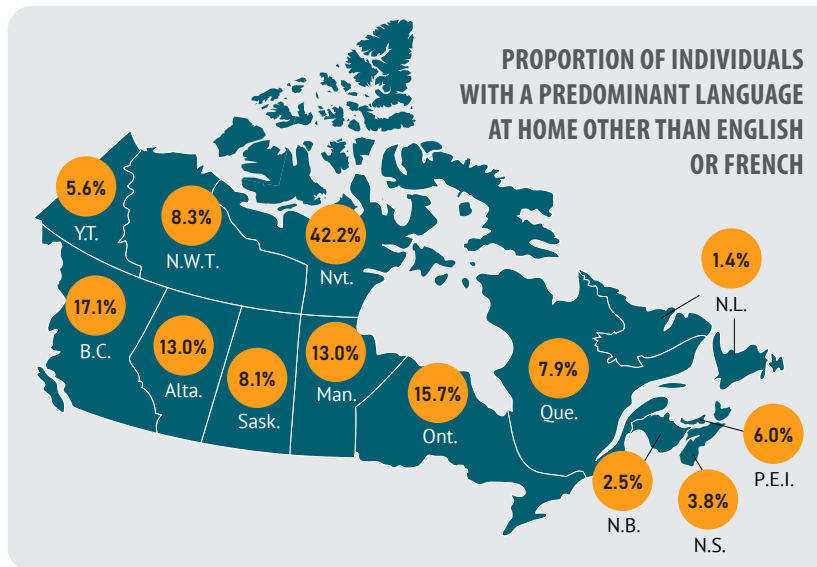 PROPORTION OF INDIVIDUALS
WITH A PREDOMINANT LANGUAGE
AT HOME OTHER THAN ENGLISH
OR FRENCH
5.6%
Y.T.
8.3%
N.W.T.
42.2%
Nvt.
1.4%
N.L.
17.1%
B.C.
13.0%
Alta.
8.1%
Sask.
13.0%
Man.
15.7%
Ont.
7.9%
Que.
6.0%
P.E.I.
2.5%
N.B.
3.8%
N.S.